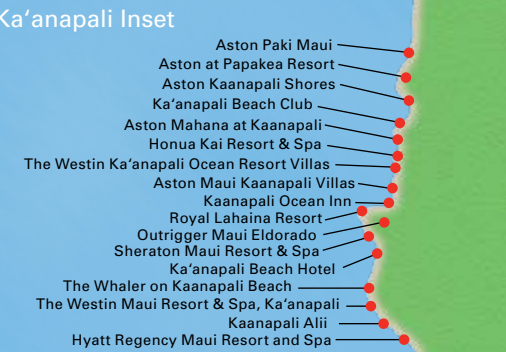 Ka‘anapali Inset
Aston Paki Maui
Aston at Papakea Resort
Aston Kaanapali Shores
Ka‘anapali Beach Club
Aston Mahana at Kaanapali
Honua Kai Resort & Spa
The Westin Ka‘anapali Ocean Resort Villas
Aston Maui Kaanapali Villas
Kaanapali Ocean Inn
Royal Lahaina Resort
Outrigger Maui Eldorado
Sheraton Maui Resort & Spa
Ka‘anapali Beach Hotel
The Whaler on Kaanapali Beach
The Westin Maui Resort & Spa, Ka‘anapali
Kaanapali Alii
Hyatt Regency Maui Resort and Spa